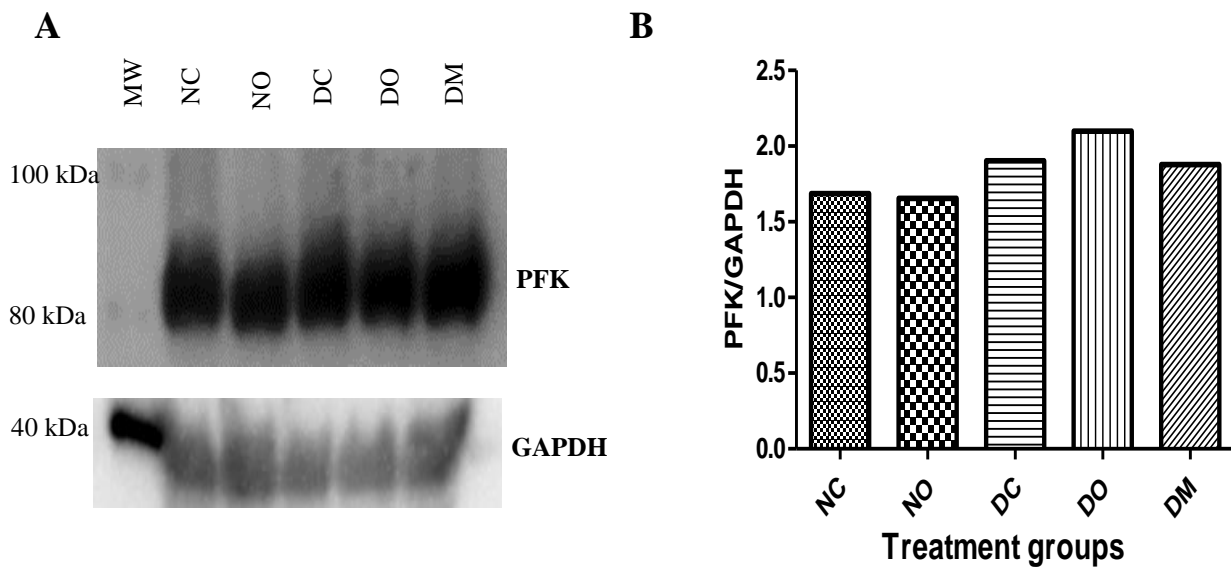 A
MW NC NO DC DO DM
100 kDa
PFK
80 kDa
40 kDa
GAPDH
B
2.5
2.0
1.5
1.0
0.5
0.0
PFK/GAPDH
NC NO DC DO DM
Treatment groups